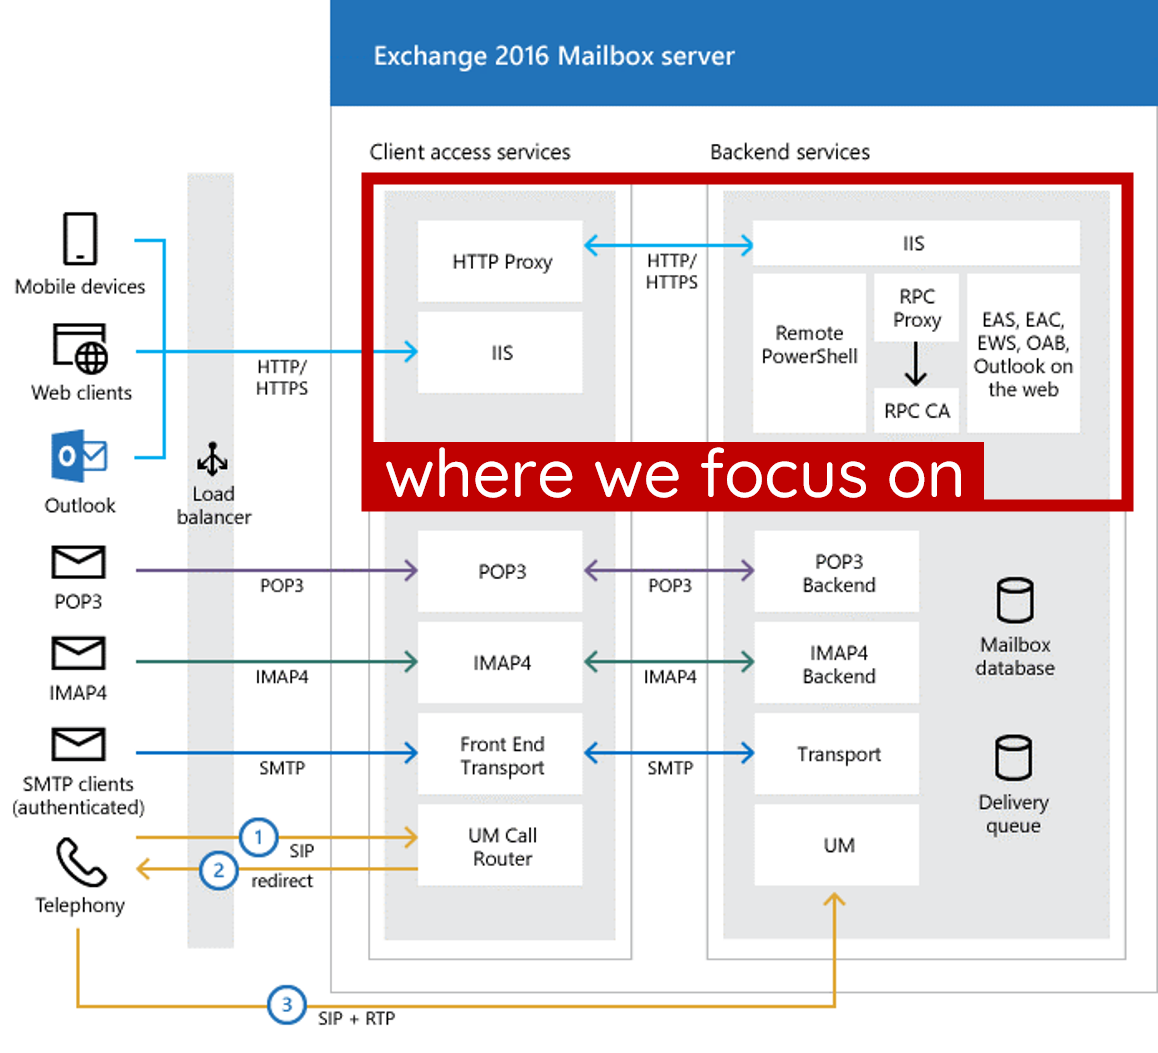 Exchange 2016 Mailbox server
Client access services
Backend services
Mobile devices
Web clients
Outlook
HTTP/
HTTPS
Load
balancer
HTTP Proxy
IIS
HTTP/
HTTPS
IIS
Remote
PowerShell
RPC
Proxy
RPC CA
EAS, EAC,
EWS, OAB,
Outlook on
the web
where we focus on
POP3
POP3
POP3
POP3
POP3
Backend
IMAP4
IMAP4
IMAP4
IMAP4
IMAP4
Backend
Mailbox
database
SMTP clients
(authenticated)
SMTP
Front End
Transport
SMTP
Transport
Delivery
queue
Telephony
1
SIP
2
redirect
UM Call
Router
UM
3
SIP + RTP